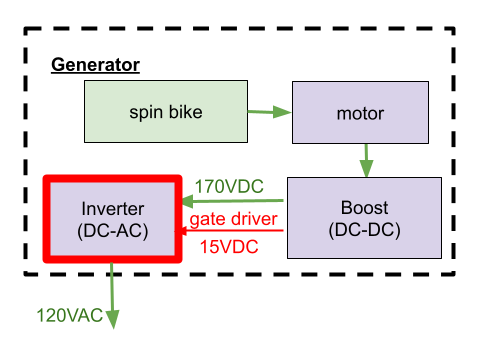 Generator
spin bike
motor
170VDC
Inverter
(DC-AC)
gate driver
15VDC
Boost
(DC-DC)
120VAC